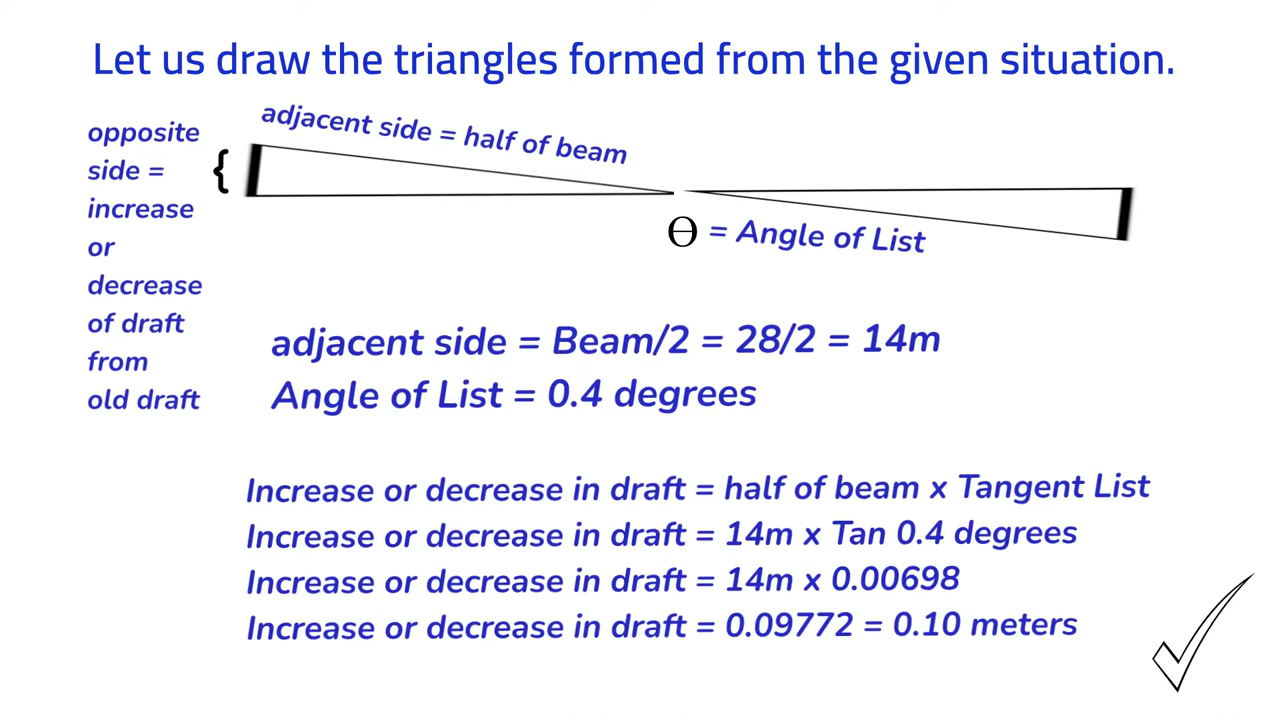 Let us draw the triangles formed from the given situation.
adjacent side = half of beam
opposite
side = {
increase
or
decrease
of draft
from
old draft
Ɵ = Angle of List
adjacent side = Beam/2 = 28/2 = 14m
Angle of List = 0.4 degrees
Increase or decrease in draft = half of beam x Tangent List
Increase or decrease in draft = 14m x Tan 0.4 degrees
Increase or decrease in draft = 14m x 0.00698
Increase or decrease in draft = 0.09772 = 0.10 meters